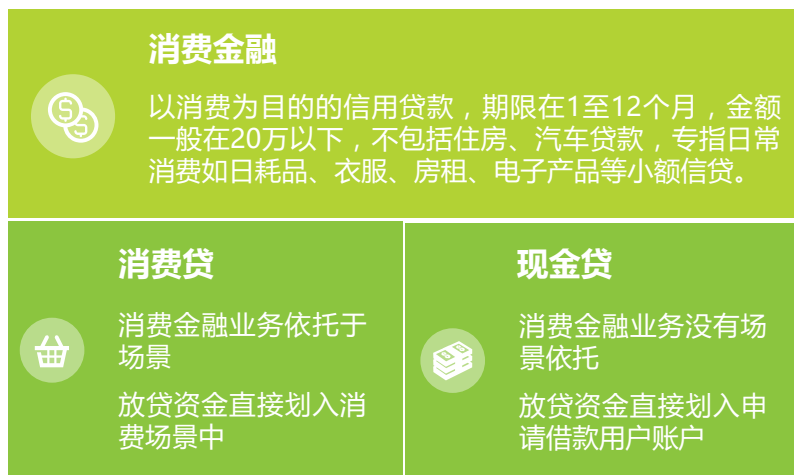 消费金融
以消费为目的的信用贷款，期限在1至12个月，金额
一般在20万以下，不包括住房、汽车贷款，专指日常
消费如日耗品、衣服、房租、电子产品等小额信贷。
消费贷
消费金融业务依托于
场景
放贷资金直接划入消
费场景中
现金贷
消费金融业务没有场
景依托
放贷资金直接划入申
请借款用户账户